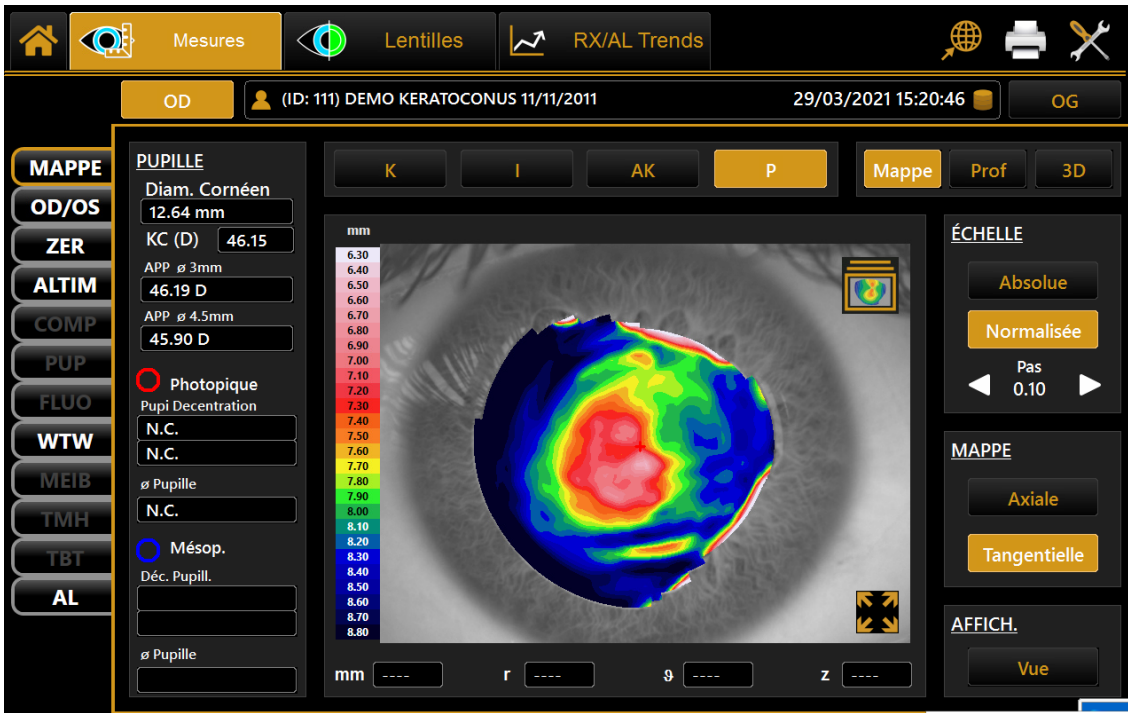 Mesures
Lentilles
RX/AL Trends
OD
(ID: 111) DEMO KERATOCONUS 11/11/2011
29/03/2021 15:20:46
OG
MAPPE
OD/OS
ZER
ALTIM
COMP
PUP
FLUO
WTW
MEIB
TMH
TBT
AL
PUPILLE
Diam. Cornéen
12.64 mm
KC (D) 46.15
APP ø 3mm
46.19 D
APP ø 4.5mm
45.90 D
Photopique
Pupi Decentration
N.C.
N.C.
ø Pupille
N.C.
Mésop.
Déc. Pupill.
ø Pupille
K
I
AK
P
Mappe
Prof
3D
mm
6.30
6.40
6.50
6.60
6.70
6.80
6.90
7.00
7.10
7.20
7.30
7.40
7.50
7.60
7.70
7.80
7.90
8.00
8.10
8.20
8.30
8.40
8.50
8.60
8.70
8.80
mm ----
r ----
ϑ ----
z ----
ÉCHELLE
Absolue
Normalisée
Pas
0.10
MAPPE
Axiale
Tangentielle
AFFICH.
Vue